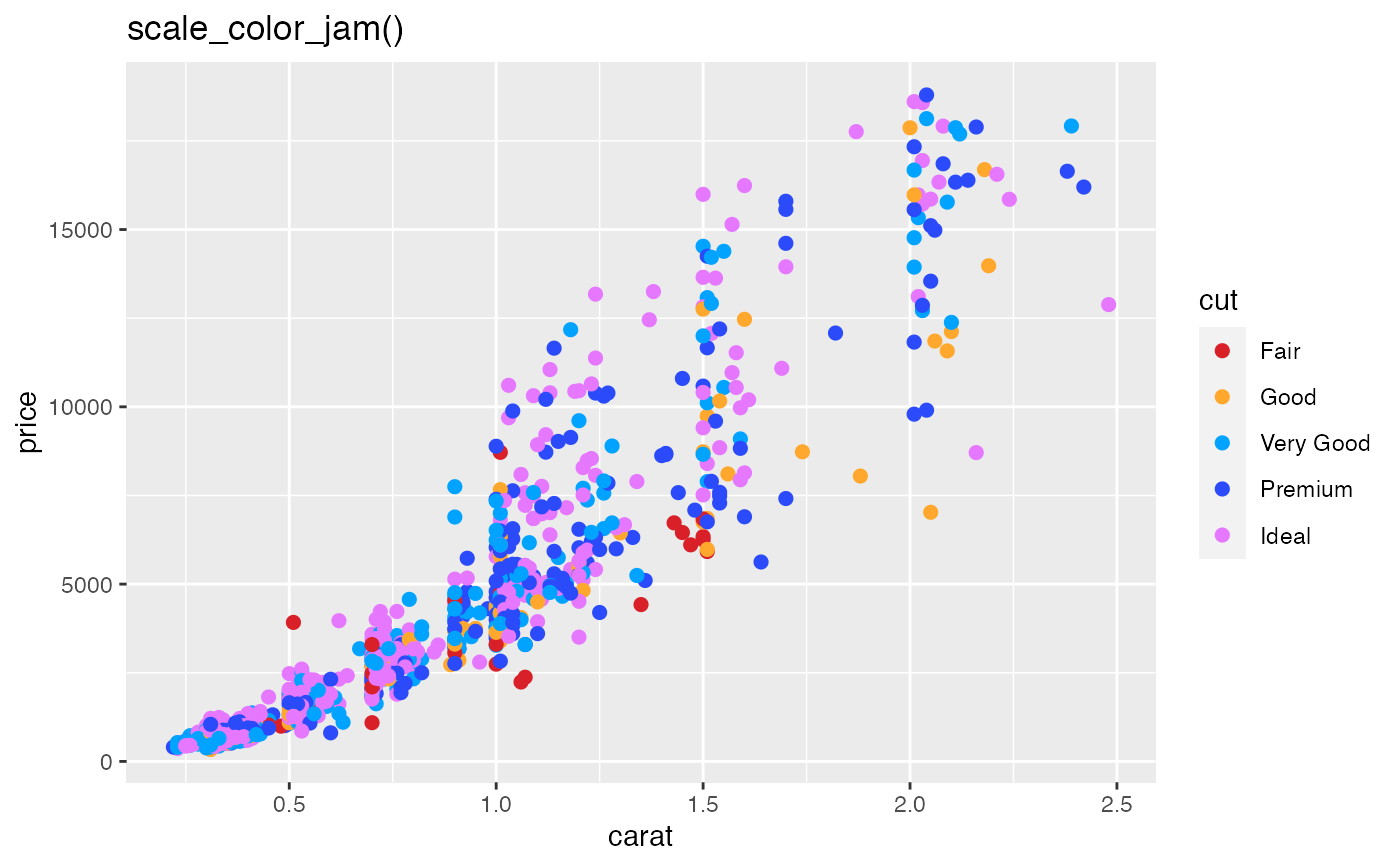 scale_color_jam()
price
15000
10000
5000
0
0.5 1.0 1.5 2.0 2.5
carat
cut
Fair
Good
Very Good
Premium
Ideal